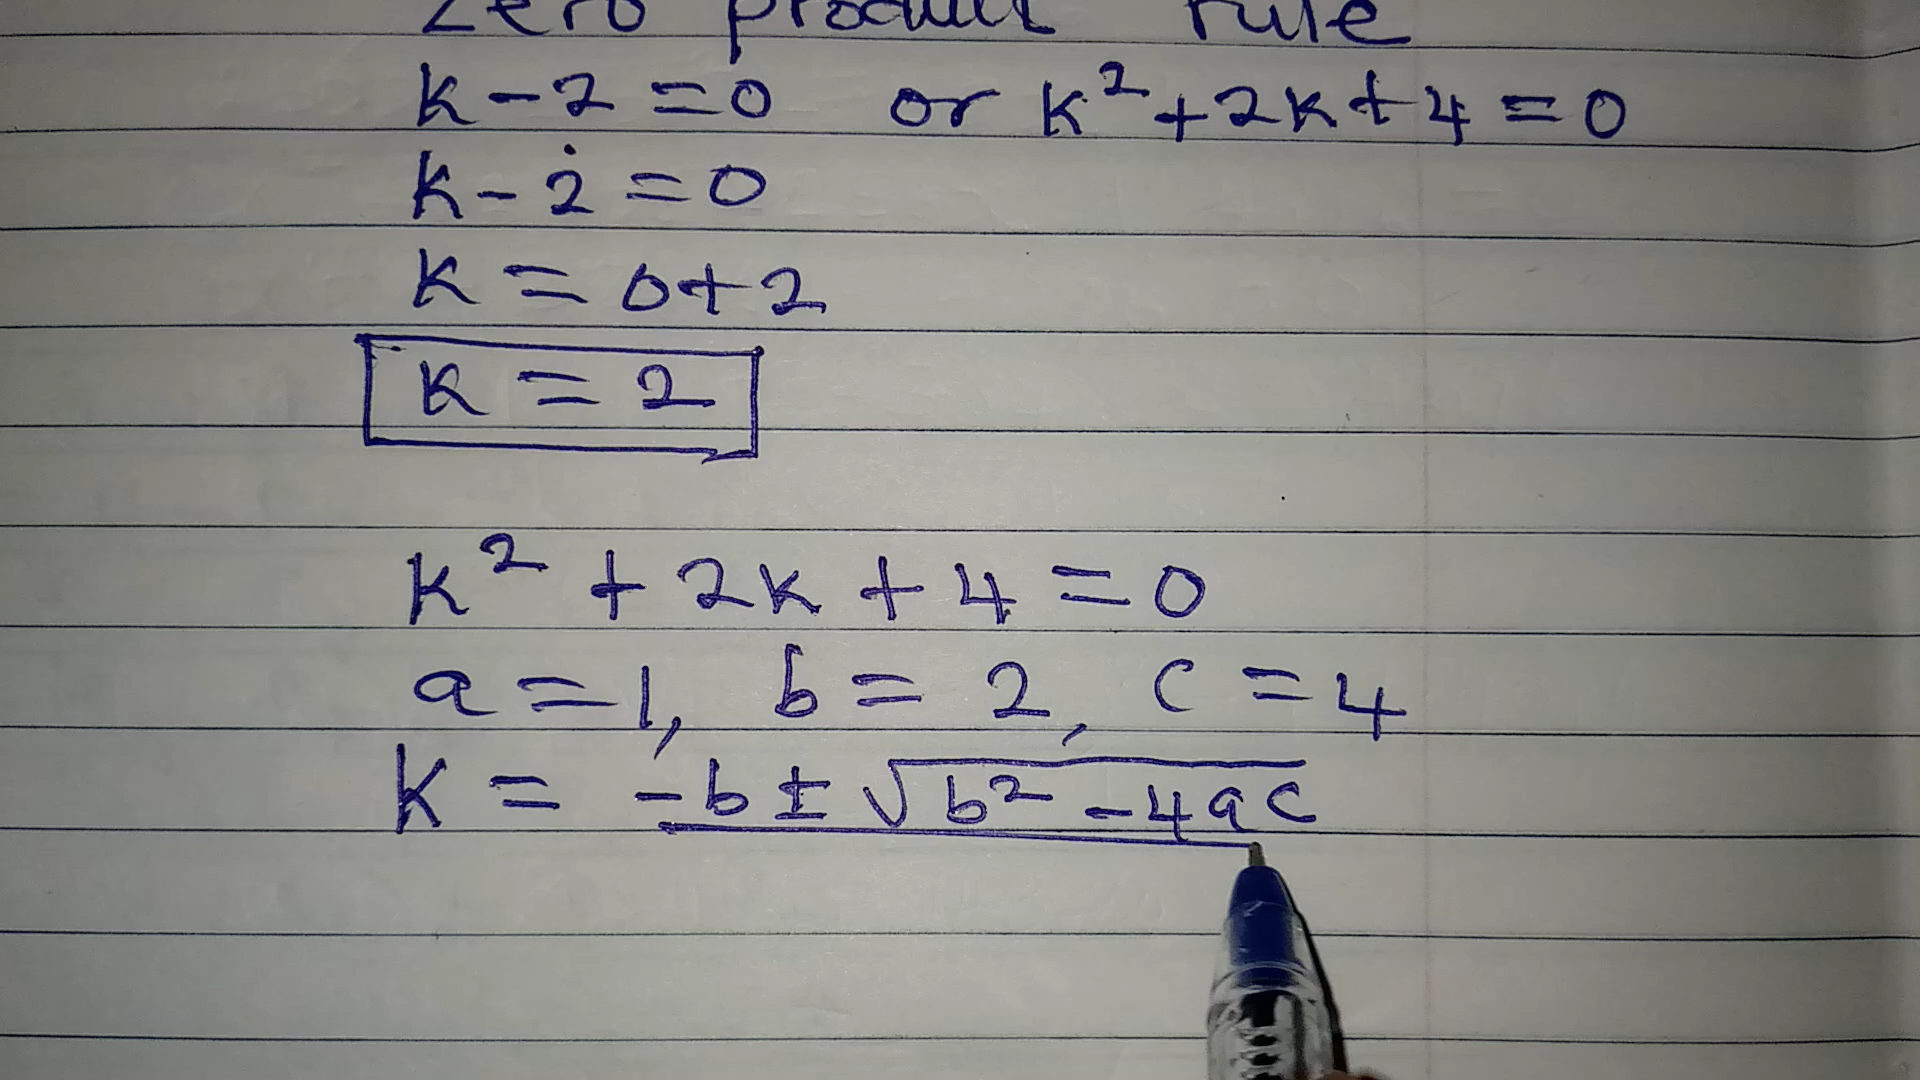 Zero product rule
k - 2 = 0 or k² + 2k + 4 = 0
k - 2 = 0
k = 0 + 2
k = 2
k² + 2k + 4 = 0
a = 1, b = 2, c = 4
k = -b ± √b² - 4ac